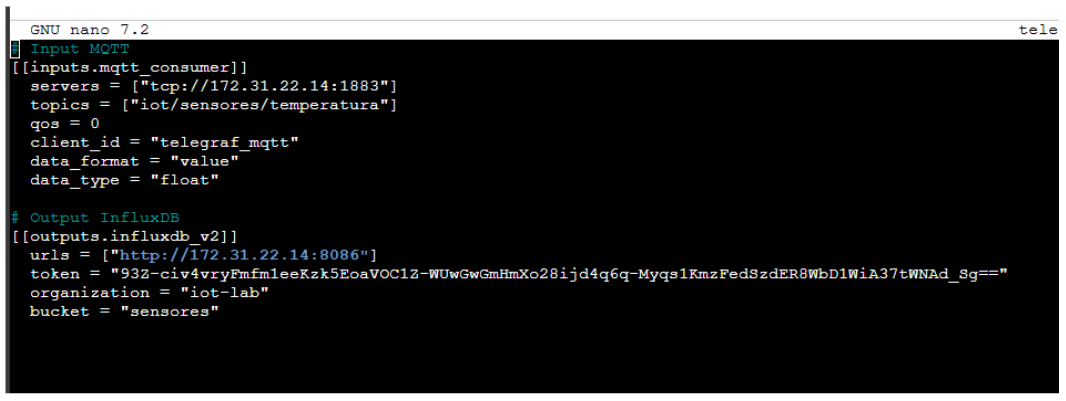 GNU nano 7.2 tele
# Input MQTT
[[inputs.mqtt_consumer]]
servers = ["tcp://172.31.22.14:1883"]
topics = ["iot/sensores/temperatura"]
qos = 0
client_id = "telegraf_mqtt"
data_format = "value"
data_type = "float"
# Output InfluxDB
[[outputs.influxdb_v2]]
urls = ["http://172.31.22.14:8086"]
token = "93Z-civ4vryFmfm1eeKzk5EoaVOC1Z-WUwGwGmHmXo28ijd4q6q-Myqs1KmzFedSzdER8WbD1WiA37tWNAd_Sg=="
organization = "iot-lab"
bucket = "sensores"